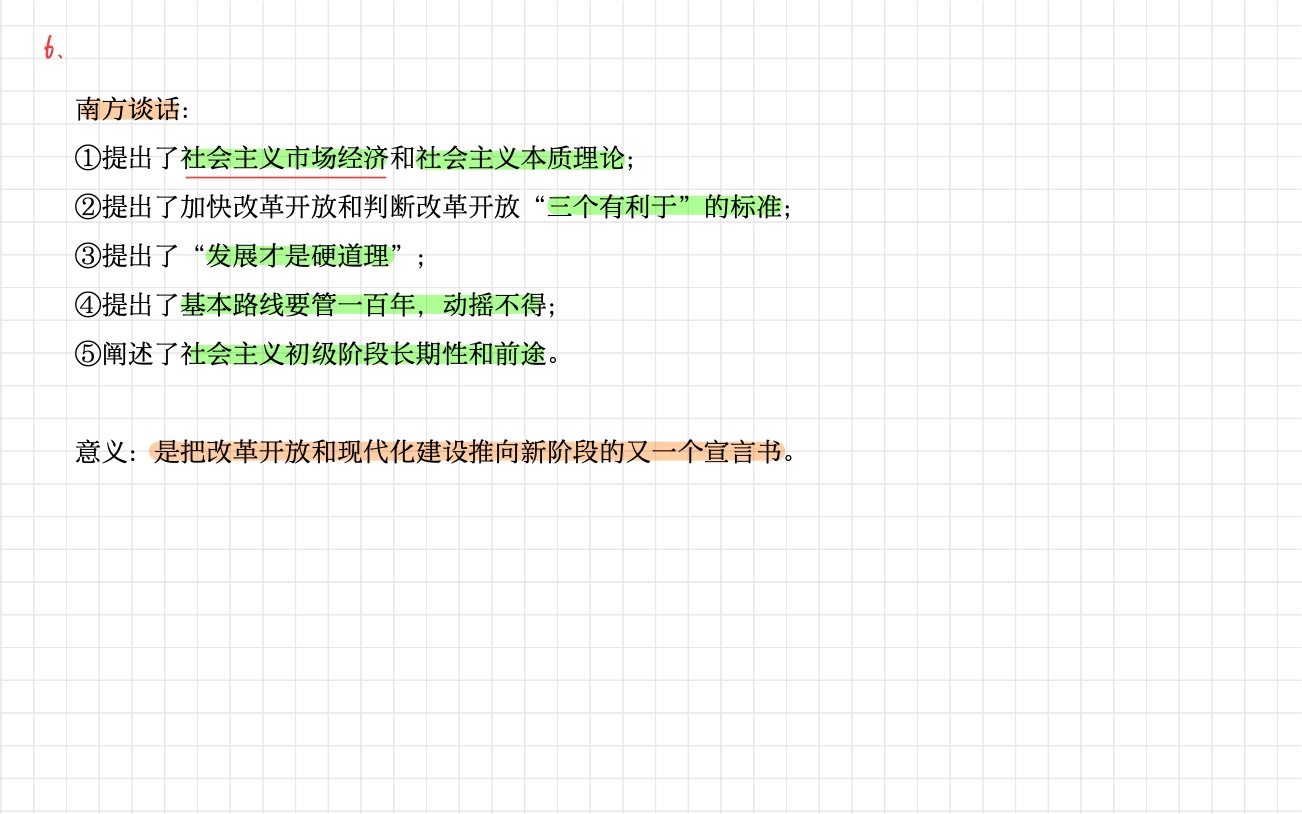 6、
南方谈话：
①提出了社会主义市场经济和社会主义本质理论；
②提出了加快改革开放和判断改革开放“三个有利于”的标准；
③提出了“发展才是硬道理”；
④提出了基本路线要管一百年，动摇不得；
⑤阐述了社会主义初级阶段长期性和前途。
意义：是把改革开放和现代化建设推向新阶段的又一个宣言书。